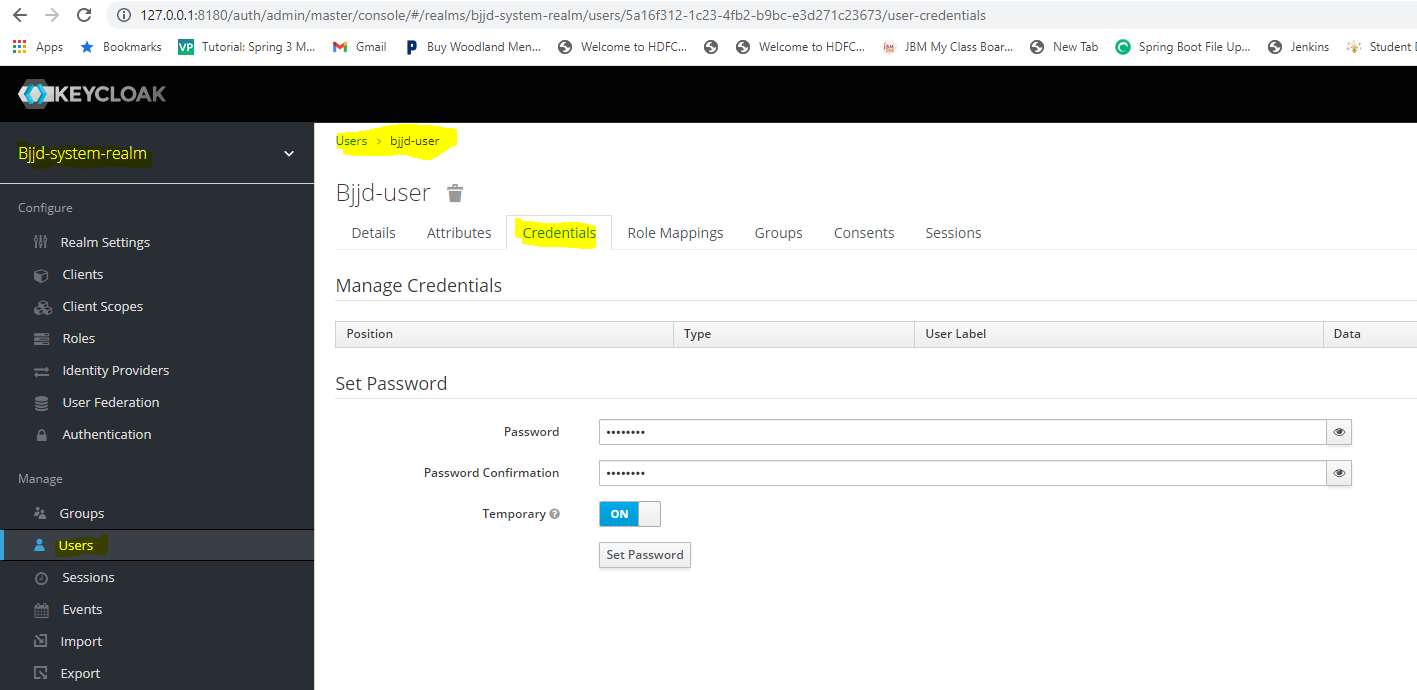 127.0.0.1:8180/auth/admin/master/console/#/realms/bjjd-system-realm/users/5a16f312-1c23-4fb2-b9bc-e3d271c23673/user-credentials
Apps Bookmarks VP Tutorial: Spring 3 M... Gmail P Buy Woodland Men... Welcome to HDFC... Welcome to HDFC... JBM My Class Boar... New Tab Spring Boot File Up... Jenkins Student D
KEYCLOAK
Bjjd-system-realm
Configure
Realm Settings
Clients
Client Scopes
Roles
Identity Providers
User Federation
Authentication
Manage
Groups
Users
Sessions
Events
Import
Export
Users > bjjd-user
Bjjd-user
Details Attributes Credentials Role Mappings Groups Consents Sessions
Manage Credentials
Position Type User Label Data
Set Password
Password ••••••••
Password Confirmation ••••••••
Temporary ON
Set Password